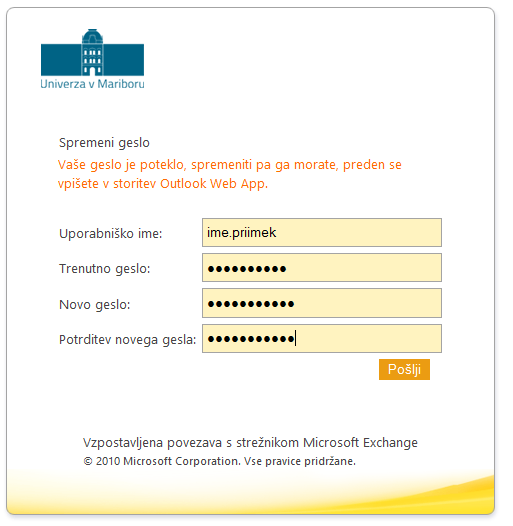 Univerza v Mariboru
Spremeni geslo
Vaše geslo je poteklo, spremeniti pa ga morate, preden se
vpišete v storitev Outlook Web App.
Uporabniško ime: ime.priimek
Trenutno geslo: ●●●●●●●●●●
Novo geslo: ●●●●●●●●●●●
Potrditev novega gesla: ●●●●●●●●●●●
Pošlji
Vzpostavljena povezava s strežnikom Microsoft Exchange
© 2010 Microsoft Corporation. Vse pravice pridržane.